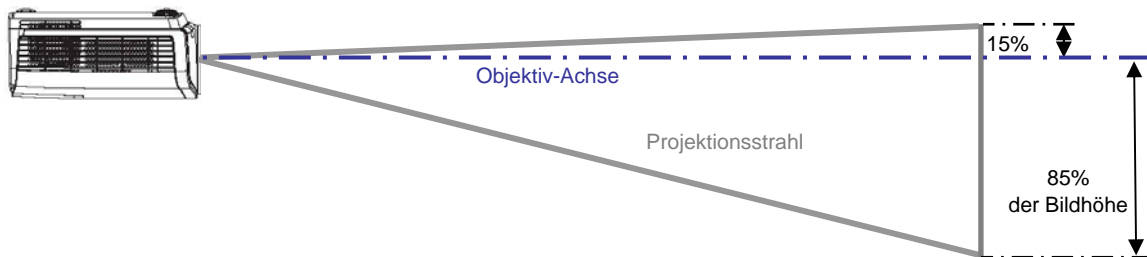 15%
Objektiv-Achse
Projektionsstrahl
85%
der Bildhöhe